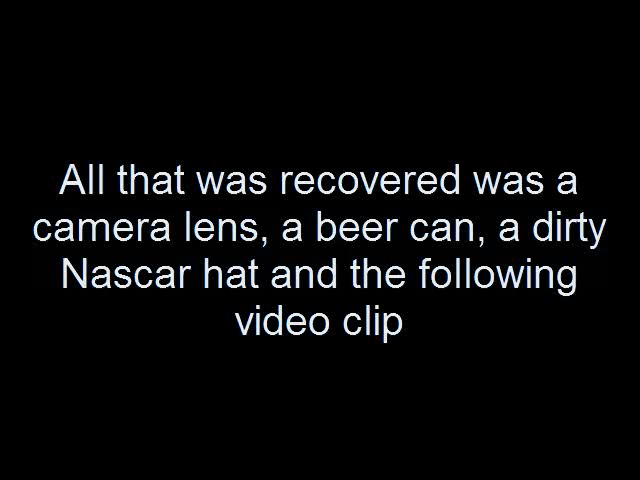 All that was recovered was a
camera lens, a beer can, a dirty
Nascar hat and the following
video clip